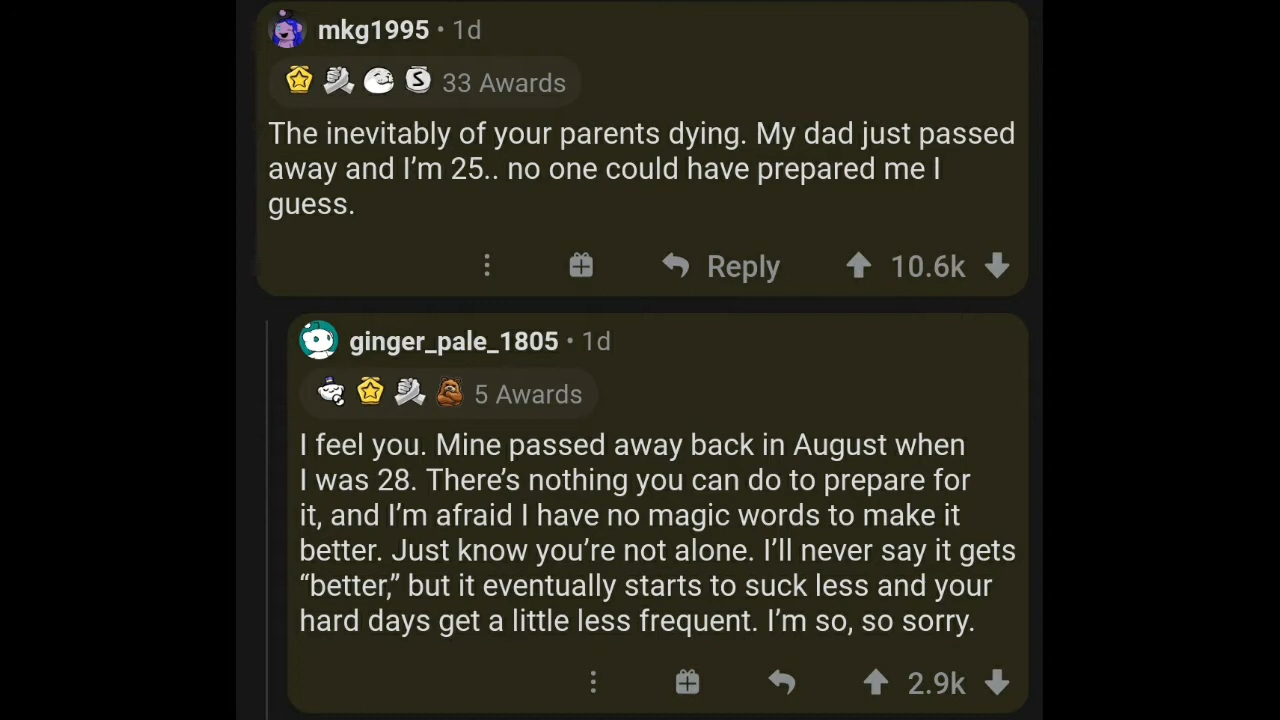 mkg1995 • 1d
33 Awards
The inevitably of your parents dying. My dad just passed
away and I'm 25.. no one could have prepared me I
guess.
Reply 10.6k
ginger_pale_1805 • 1d
5 Awards
I feel you. Mine passed away back in August when
I was 28. There's nothing you can do to prepare for
it, and I'm afraid I have no magic words to make it
better. Just know you're not alone. I'll never say it gets
“better,” but it eventually starts to suck less and your
hard days get a little less frequent. I'm so, so sorry.
2.9k